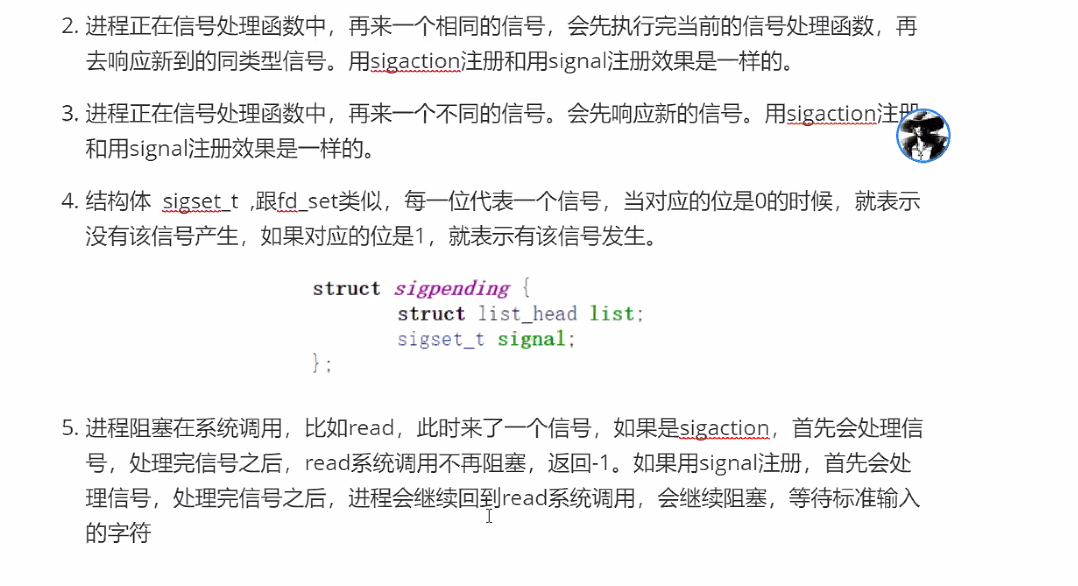 2. 进程正在信号处理函数中，再来一个相同的信号，会先执行完当前的信号处理函数，再
去响应新到的同类型信号。用sigaction注册和用signal注册效果是一样的。
3. 进程正在信号处理函数中，再来一个不同的信号。会先响应新的信号。用sigaction注册
和用signal注册效果是一样的。
4. 结构体 sigset_t ,跟fd_set类似，每一位代表一个信号，当对应的位是0的时候，就表示
没有该信号产生，如果对应的位是1，就表示有该信号发生。
struct sigpending {
struct list_head list;
sigset_t signal;
};
5. 进程阻塞在系统调用，比如read，此时来了一个信号，如果是sigaction，首先会处理信
号，处理完信号之后，read系统调用不再阻塞，返回-1。如果用signal注册，首先会处
理信号，处理完信号之后，进程会继续回到read系统调用，会继续阻塞，等待标准输入
的字符